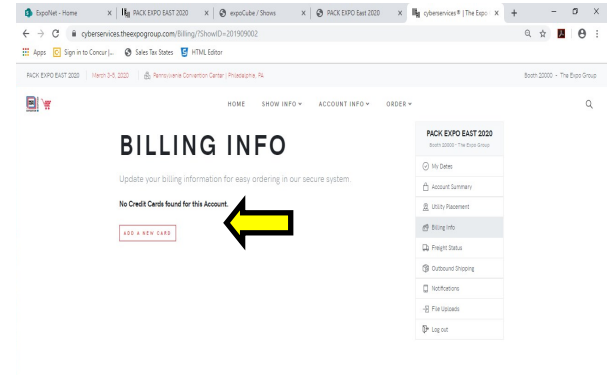 ExpoNet - Home
PACK EXPO EAST 2020
expoCube / Shows
PACK EXPO East 2020
cyberservices® | The Expo
cyberservices.theexpogroup.com/Billing/?ShowID=201909002
Apps
Sign in to Concur |...
Sales Tax States
HTML Editor
PACK EXPO EAST 2020
March 3-5, 2020
Pennsylvania Convention Center | Philadelphia, PA
Booth 20000 - The Expo Group
HOME
SHOW INFO
ACCOUNT INFO
ORDER
BILLING INFO
Update your billing information for easy ordering in our secure system.
No Credit Cards found for this Account.
ADD A NEW CARD
PACK EXPO EAST 2020
Booth 20000 - The Expo Group
My Dates
Account Summary
Utility Placement
Billing Info
Freight Status
Outbound Shipping
Notifications
File Uploads
Log out